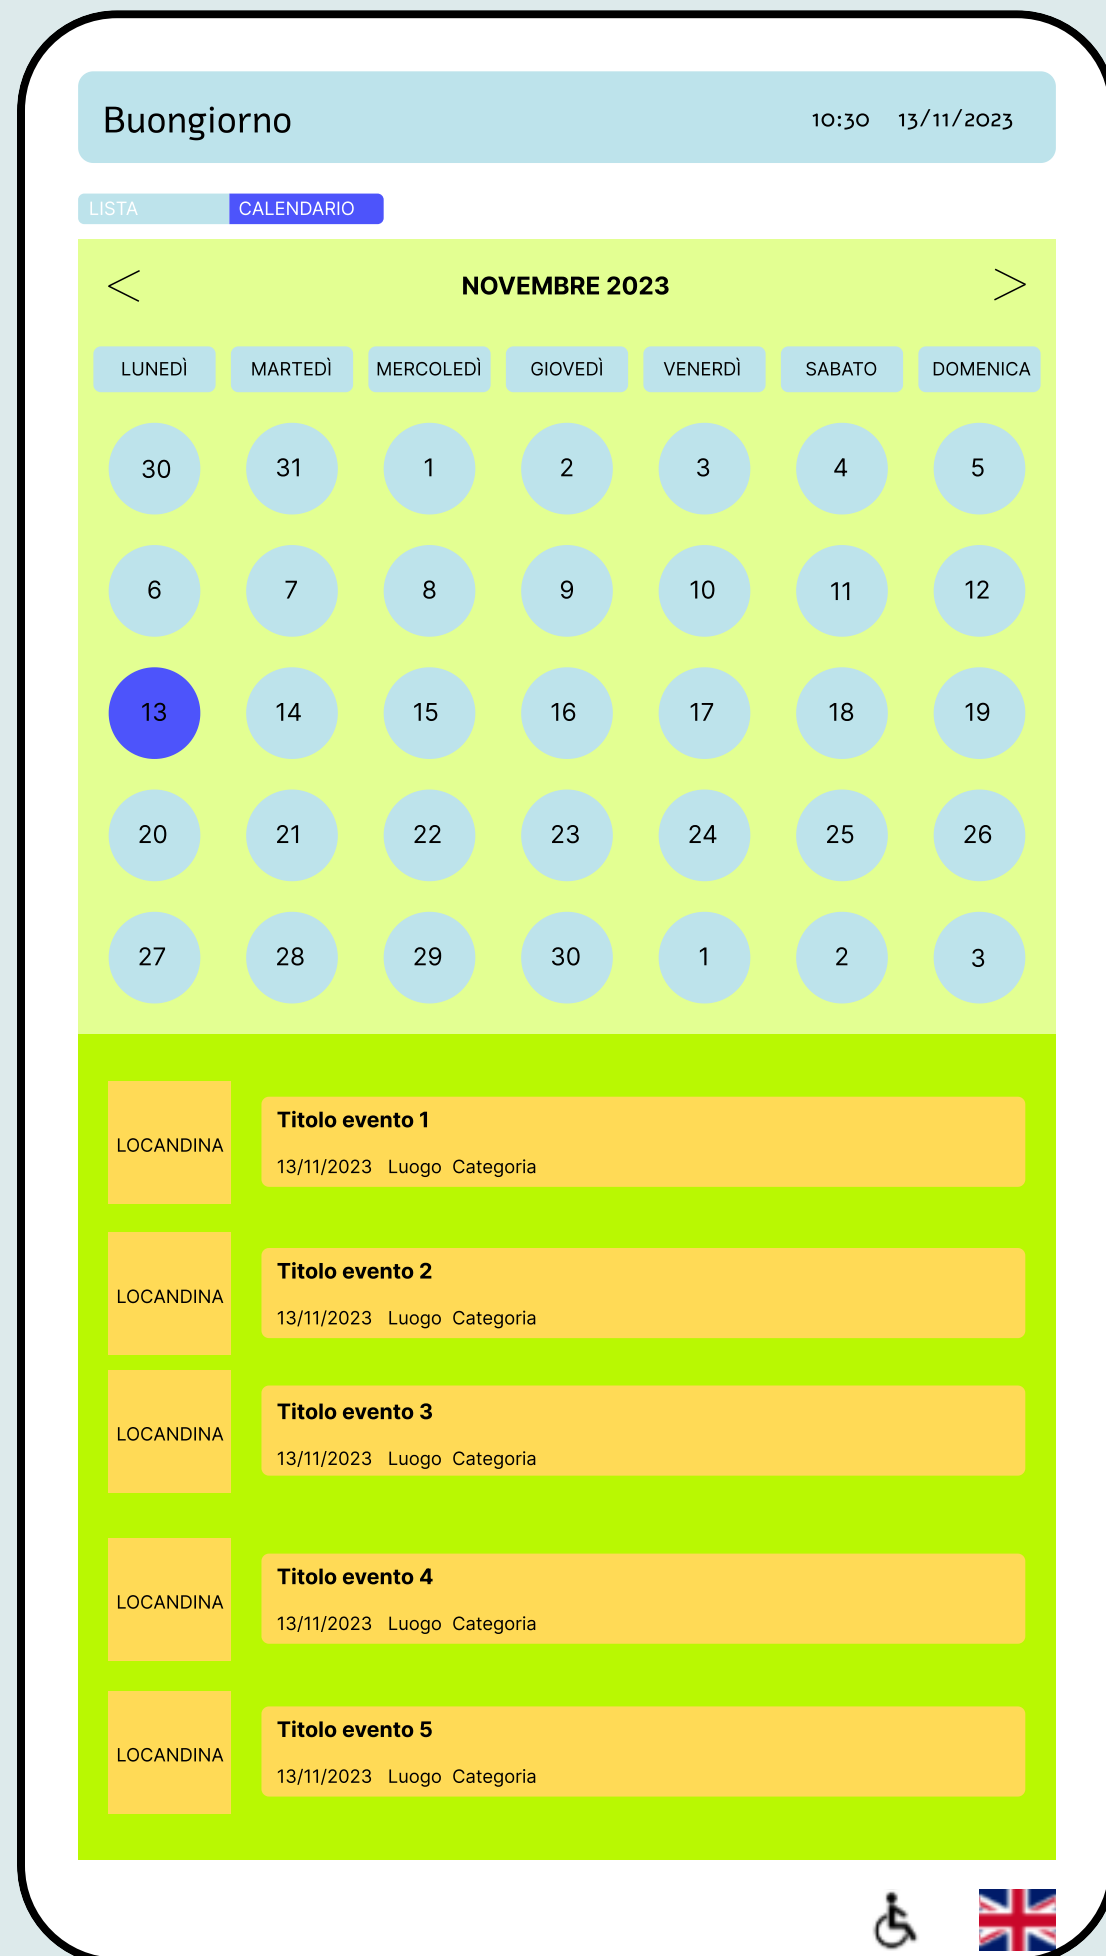 Buongiorno 10:30 13/11/2023
LISTA CALENDARIO
NOVEMBRE 2023
LUNEDÌ MARTEDÌ MERCOLEDÌ GIOVEDÌ VENERDÌ SABATO DOMENICA
30 31 1 2 3 4 5
6 7 8 9 10 11 12
13 14 15 16 17 18 19
20 21 22 23 24 25 26
27 28 29 30 1 2 3
LOCANDINA
Titolo evento 1
13/11/2023 Luogo Categoria
LOCANDINA
Titolo evento 2
13/11/2023 Luogo Categoria
LOCANDINA
Titolo evento 3
13/11/2023 Luogo Categoria
LOCANDINA
Titolo evento 4
13/11/2023 Luogo Categoria
LOCANDINA
Titolo evento 5
13/11/2023 Luogo Categoria